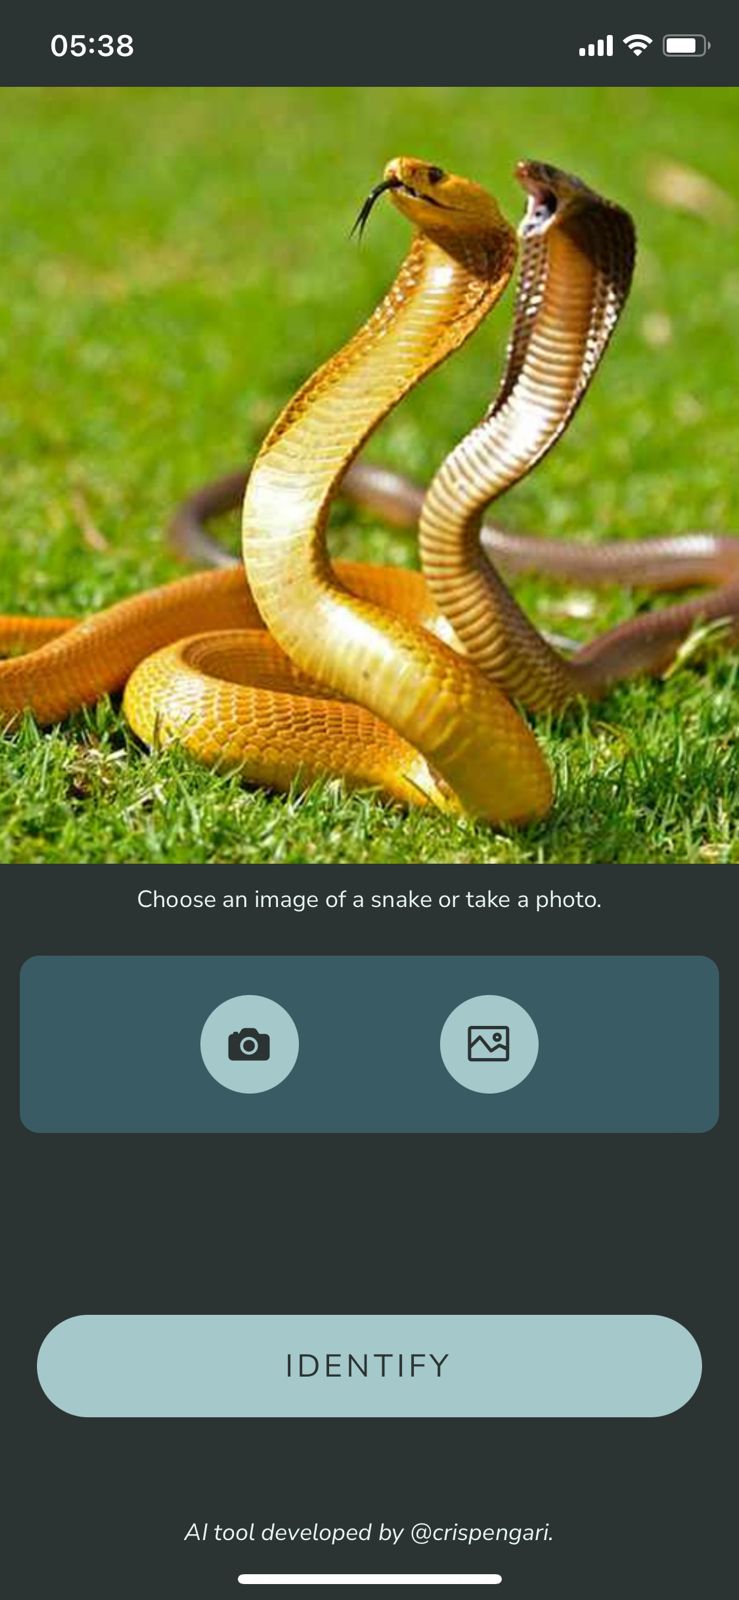 05:38
Choose an image of a snake or take a photo.
IDENTIFY
AI tool developed by @crispengari.